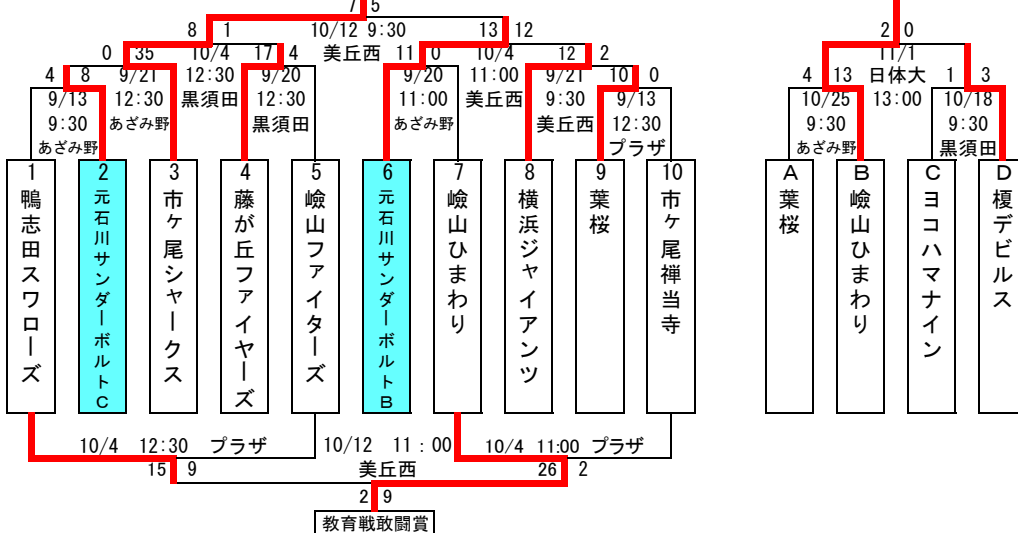 7 5
2 0
8 1 10/12 9:30 13 12
美丘西
11/1
日体大
13:00
0 35 10/4 17 4 11 0 10/4 12 2
12:30 11:00
黒須田 美丘西
4 8 9/21 9/20 9/20 9/21 10 0
12:30 12:30 11:00 9:30
あざみ野 黒須田 あざみ野 美丘西
9/13 9/13
9:30 12:30
あざみ野 プラザ
4 13 1 3
10/25 10/18
9:30 9:30
あざみ野 黒須田
1 鴨志田スワローズ
2 元石川サンダーボルトC
3 市ヶ尾シャークス
4 藤が丘ファイヤーズ
5 嶮山ファイターズ
6 元石川サンダーボルトB
7 嶮山ひまわり
8 横浜ジャイアンツ
9 葉桜
10 市ヶ尾禅当寺
A 葉桜
B 嶮山ひまわり
C ヨコハマナイン
D 榎デビルス
10/4 12:30 プラザ 10/12 11:00 10/4 11:00 プラザ
15 9 美丘西 26 2
2 9
教育戦敢闘賞